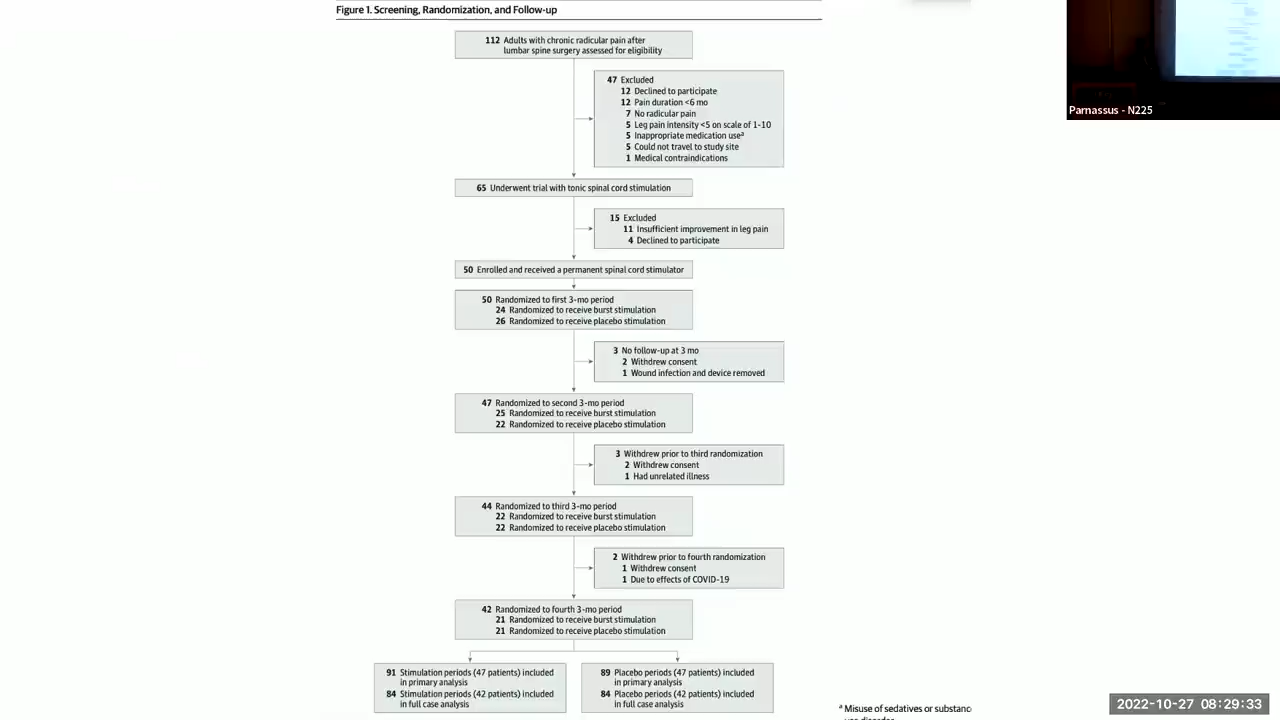 Figure 1. Screening, Randomization, and Follow-up
112 Adults with chronic radicular pain after
lumbar spine surgery assessed for eligibility
47 Excluded
12 Declined to participate
12 Pain duration <6 mo
7 No radicular pain
5 Leg pain intensity <5 on scale of 1-10
5 Inappropriate medication useᵃ
5 Could not travel to study site
1 Medical contraindications
65 Underwent trial with tonic spinal cord stimulation
15 Excluded
11 Insufficient improvement in leg pain
4 Declined to participate
50 Enrolled and received a permanent spinal cord stimulator
50 Randomized to first 3-mo period
24 Randomized to receive burst stimulation
26 Randomized to receive placebo stimulation
3 No follow-up at 3 mo
2 Withdrew consent
1 Wound infection and device removed
47 Randomized to second 3-mo period
25 Randomized to receive burst stimulation
22 Randomized to receive placebo stimulation
3 Withdrew prior to third randomization
2 Withdrew consent
1 Had unrelated illness
44 Randomized to third 3-mo period
22 Randomized to receive burst stimulation
22 Randomized to receive placebo stimulation
2 Withdrew prior to fourth randomization
1 Withdrew consent
1 Due to effects of COVID-19
42 Randomized to fourth 3-mo period
21 Randomized to receive burst stimulation
21 Randomized to receive placebo stimulation
91 Stimulation periods (47 patients) included
in primary analysis
84 Stimulation periods (42 patients) included
in full case analysis
89 Placebo periods (47 patients) included
in primary analysis
84 Placebo periods (42 patients) included
in full case analysis
ᵃ Misuse of sedatives or substanc
Parnassus - N225
2022-10-27 08:29:33